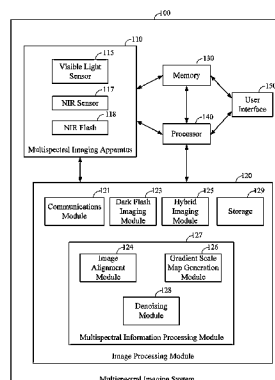 100
110
115
Visible Light
Sensor
117
NIR Sensor
118
NIR Flash
Multispectral Imaging Apparatus
130
Memory
140
Processor
150
User
Interface
120
121
Communications
Module
123
Dark Flash
Imaging
Module
125
Hybrid
Imaging
Module
129
Storage
127
124
Image
Alignment
Module
126
Gradient Scale
Map Generation
Module
128
Denoising
Module
Multispectral Information Processing Module
Image Processing Module
Multispectral Imaging System